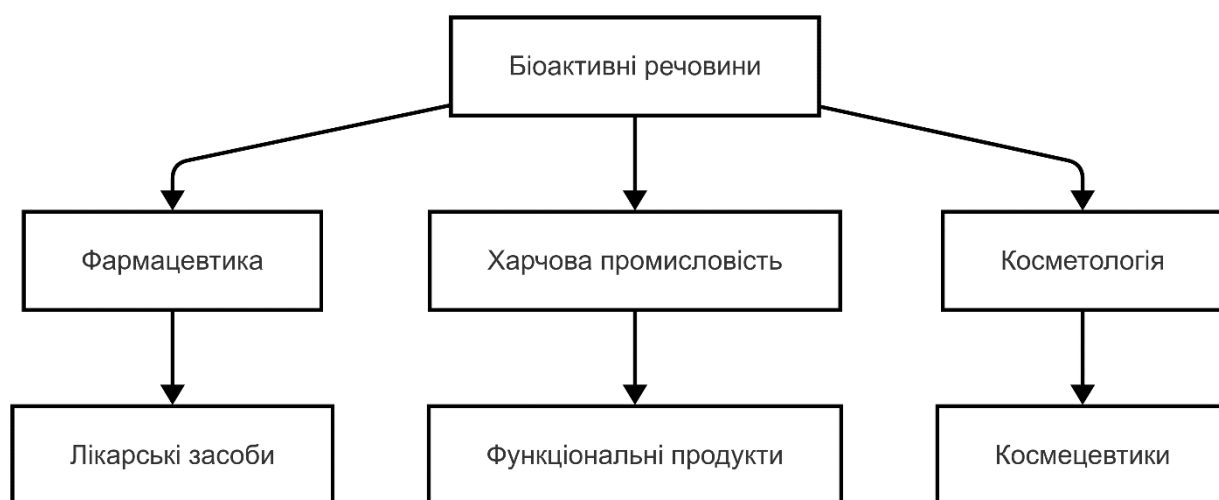 Біоактивні речовини
Фармацевтика
Харчова промисловість
Косметологія
Лікарські засоби
Функціональні продукти
Космецевтики